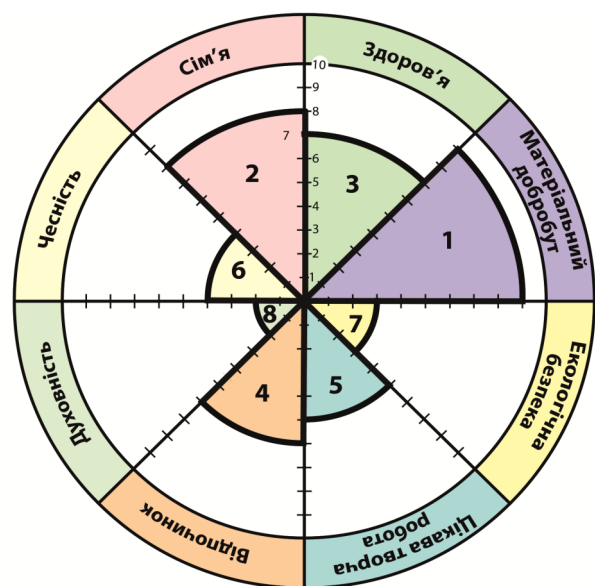 Сім’я
Здоров’я
Матеріальний
добробут
Екологічна
безпека
Цікава творча
робота
Відпочинок
Духовність
Чесність
10
9
8
7
6
5
4
3
2
1
2
3
1
6
8
7
4
5